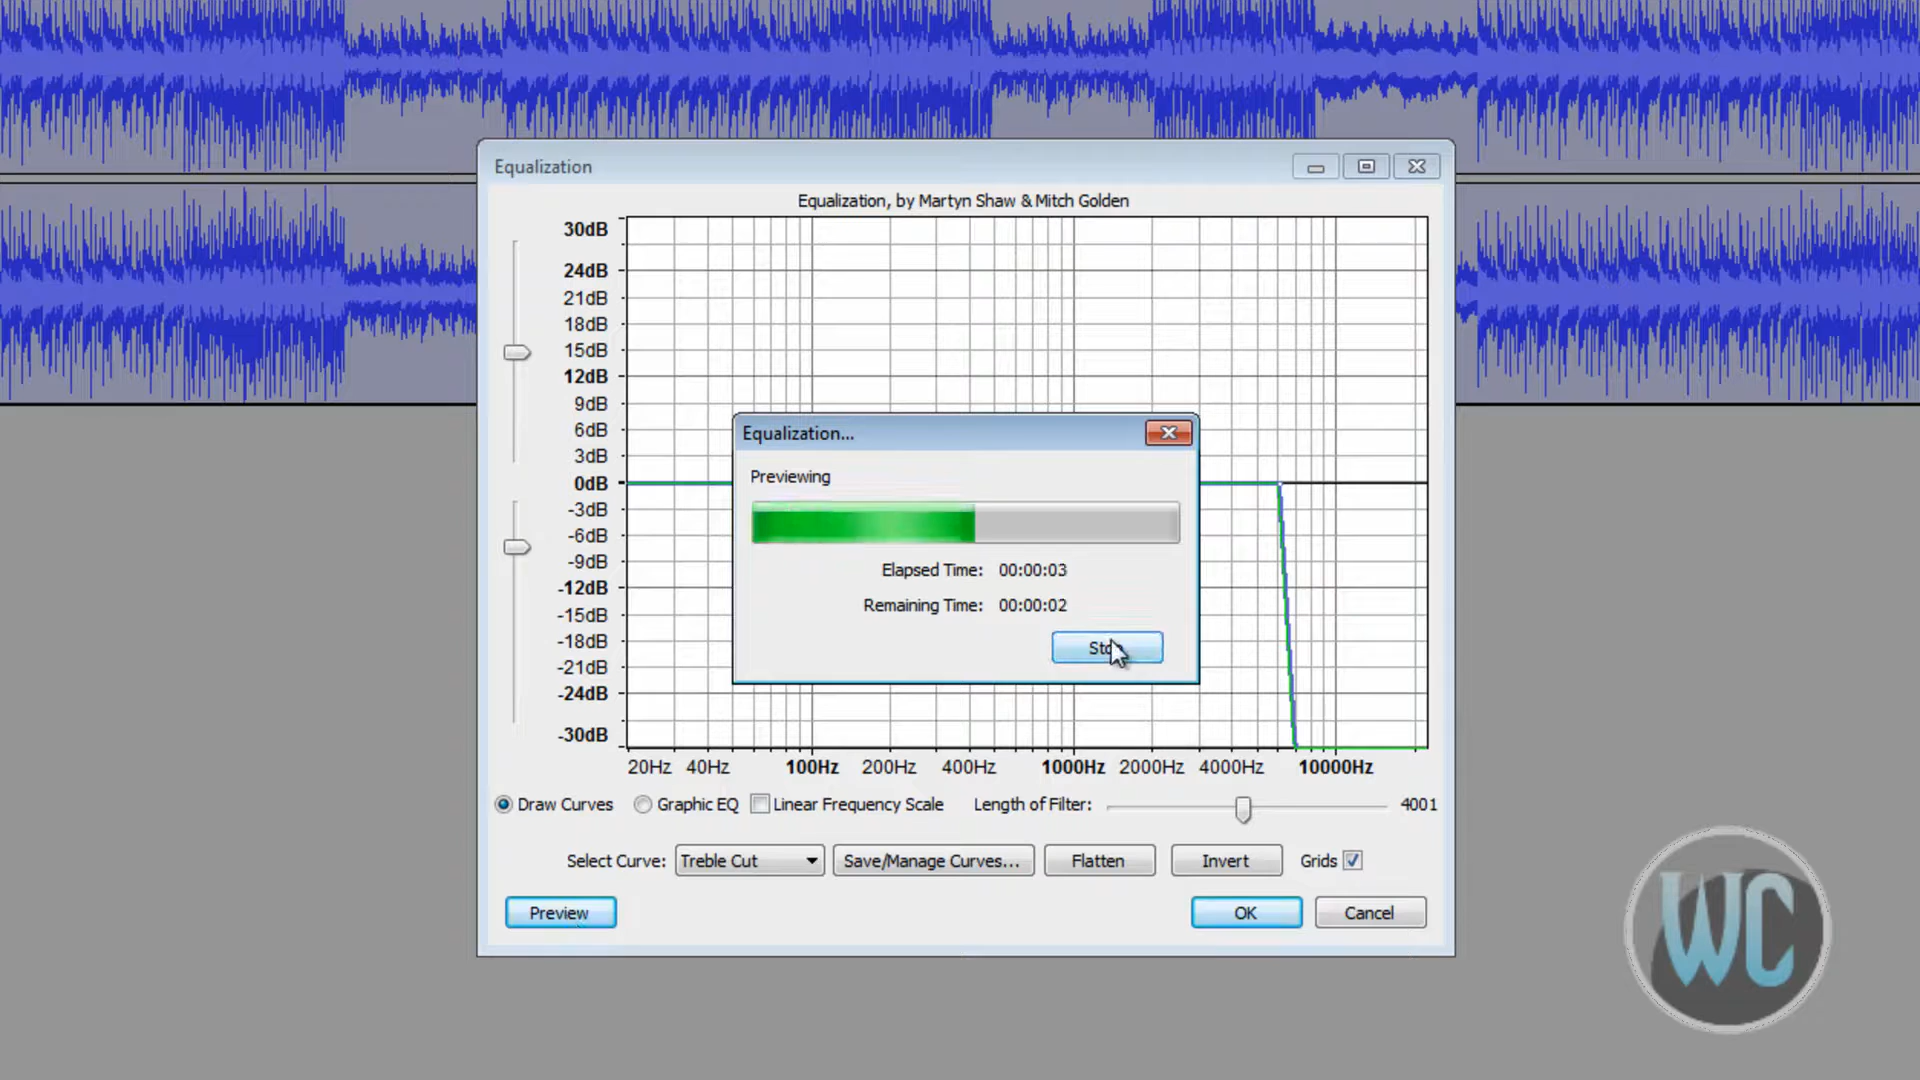 Equalization
Equalization, by Martyn Shaw & Mitch Golden
30dB
24dB
21dB
18dB
15dB
12dB
9dB
6dB
3dB
0dB
-3dB
-6dB
-9dB
-12dB
-15dB
-18dB
-21dB
-24dB
-30dB
Equalization...
Previewing
Elapsed Time: 00:00:03
Remaining Time: 00:00:02
20Hz 40Hz 100Hz 200Hz 400Hz 1000Hz 2000Hz 4000Hz 10000Hz
Draw Curves Graphic EQ Linear Frequency Scale Length of Filter: 4001
Select Curve: Treble Cut Save/Manage Curves... Flatten Invert Grids
Preview OK Cancel
WC